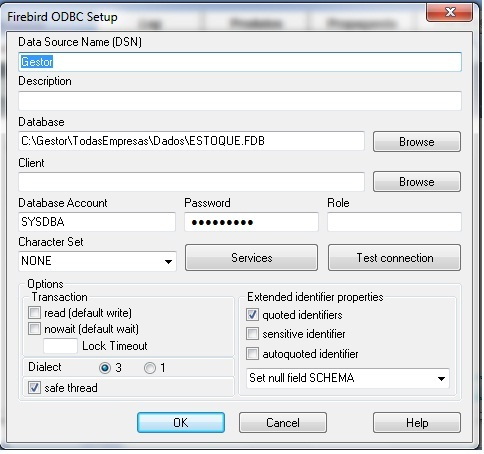 Firebird ODBC Setup
Data Source Name (DSN)
Gestor
Description
Database
C:\Gestor\TodasEmpresas\Dados\ESTOQUE.FDB
Browse
Client
Browse
Database Account
Password
Role
SYSDBA
•••••••••
Character Set
NONE
Services
Test connection
Options
Transaction
read (default write)
nowait (default wait)
Lock Timeout
Dialect
3
1
safe thread
Extended identifier properties
quoted identifiers
sensitive identifier
autoquoted identifier
Set null field SCHEMA
OK
Cancel
Help